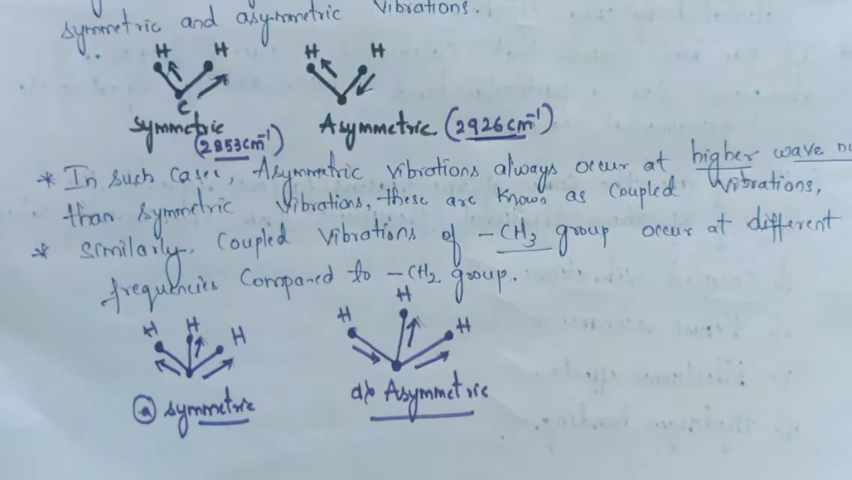 symmetric and asymmetric vibrations.
H H H H
C
Symmetric Asymmetric (2926cm⁻¹)
(2853cm⁻¹)
* In such cases, Asymmetric vibrations always occur at higher wave
than symmetric vibrations, these are known as coupled vibrations,
* Similarly, Coupled vibrations of -CH3 group occur at different
frequencies Compared to -CH2 group.
H H H H H H
(a) symmetric Asymmetric